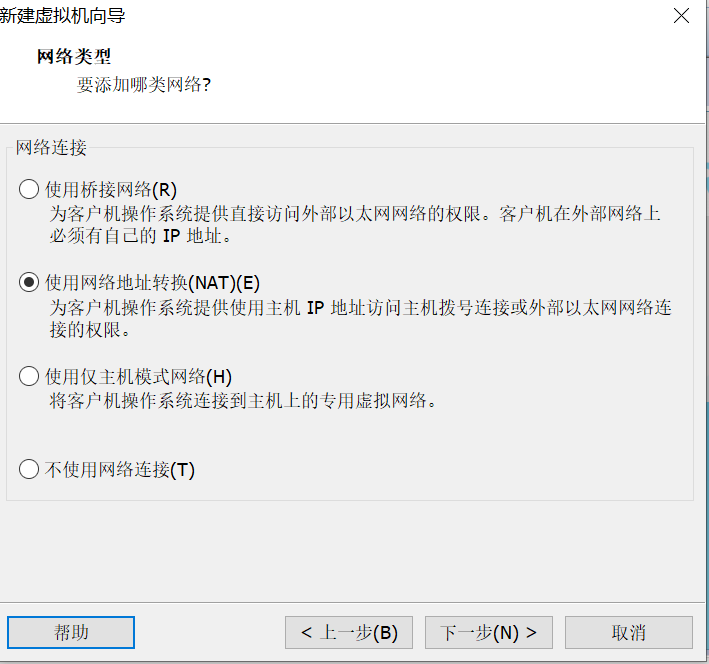 新建虚拟机向导
网络类型
要添加哪类网络?
网络连接
使用桥接网络(R)
为客户机操作系统提供直接访问外部以太网网络的权限。客户机在外部网络上
必须有自己的 IP 地址。
使用网络地址转换(NAT)(E)
为客户机操作系统提供使用主机 IP 地址访问主机拨号连接或外部以太网网络连
接的权限。
使用仅主机模式网络(H)
将客户机操作系统连接到主机上的专用虚拟网络。
不使用网络连接(T)
帮助
< 上一步(B)
下一步(N) >
取消